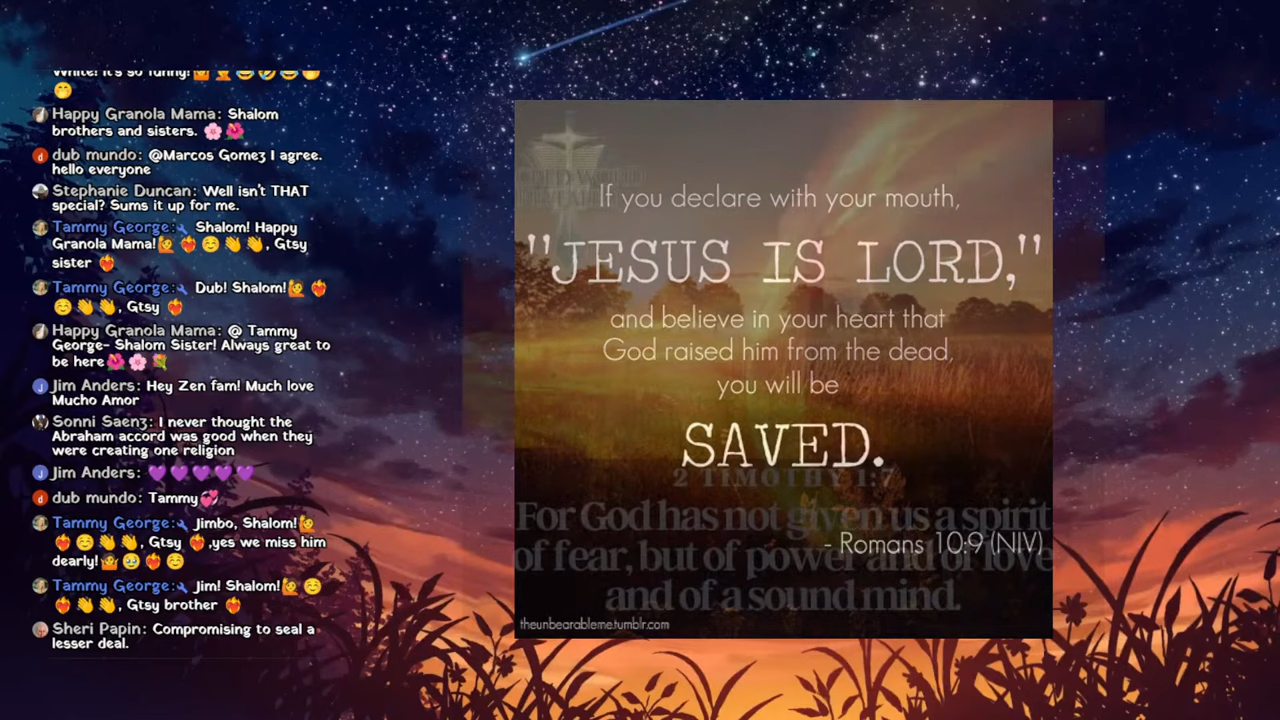 White! It's so funny!
Happy Granola Mama: Shalom
brothers and sisters.
dub mundo: @Marcos Gomez I agree.
hello everyone
Stephanie Duncan: Well isn't THAT
special? Sums it up for me.
Tammy George: Shalom! Happy
Granola Mama!🙋❤️‍🔥☺️👏👏, Gtsy
sister ❤️‍🔥
Tammy George: Dub! Shalom!🙋❤️‍🔥
☺️👏👏, Gtsy ❤️‍🔥
Happy Granola Mama: @ Tammy
George- Shalom Sister! Always great to
be here🌺🌸💐
Jim Anders: Hey Zen fam! Much love
Mucho Amor
Sonni Saenz: I never thought the
Abraham accord was good when they
were creating one religion
Jim Anders: 💜💜💜💜💜
dub mundo: Tammy💞
Tammy George: Jimbo, Shalom!🙋
❤️‍🔥☺️👏👏, Gtsy ❤️‍🔥,yes we miss him
dearly!🤷🥹❤️‍🔥☺️
Tammy George: Jim! Shalom!🙋☺️
❤️‍🔥👏👏, Gtsy brother ❤️‍🔥
Sheri Papin: Compromising to seal a
lesser deal.
If you declare with your mouth,
"JESUS IS LORD,"
and believe in your heart that
God raised him from the dead,
you will be
SAVED.
2 TIMOTHY 1:7
For God has not given us a spirit
- Romans 10:9 (NIV)
of fear, but of power and of love
and of a sound mind.
theunbearableme.tumblr.com